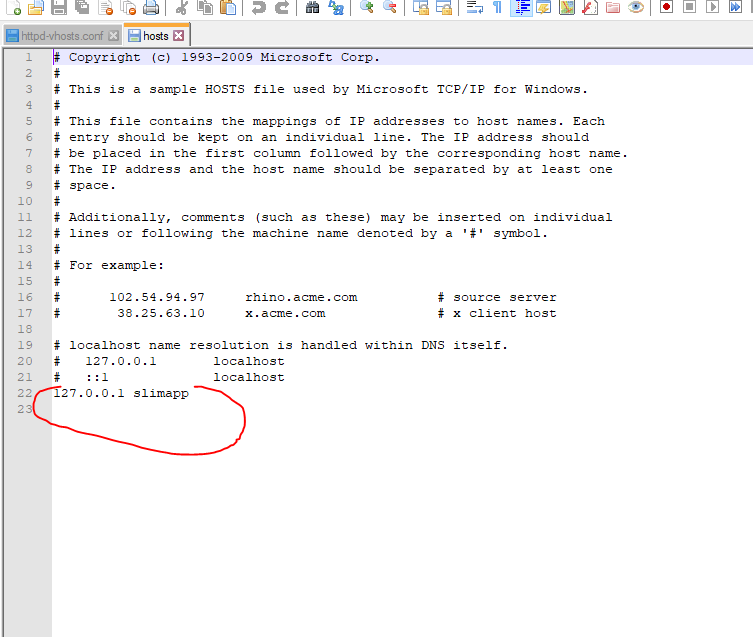 httpd-vhosts.conf
hosts
1 # Copyright (c) 1993-2009 Microsoft Corp.
2 #
3 # This is a sample HOSTS file used by Microsoft TCP/IP for Windows.
4 #
5 # This file contains the mappings of IP addresses to host names. Each
6 # entry should be kept on an individual line. The IP address should
7 # be placed in the first column followed by the corresponding host name.
8 # The IP address and the host name should be separated by at least one
9 # space.
10 #
11 # Additionally, comments (such as these) may be inserted on individual
12 # lines or following the machine name denoted by a '#' symbol.
13 #
14 # For example:
15 #
16 #      102.54.94.97     rhino.acme.com          # source server
17 #       38.25.63.10     x.acme.com              # x client host
18
19 # localhost name resolution is handled within DNS itself.
20 #   127.0.0.1       localhost
21 #   ::1             localhost
22 127.0.0.1 slimapp
23